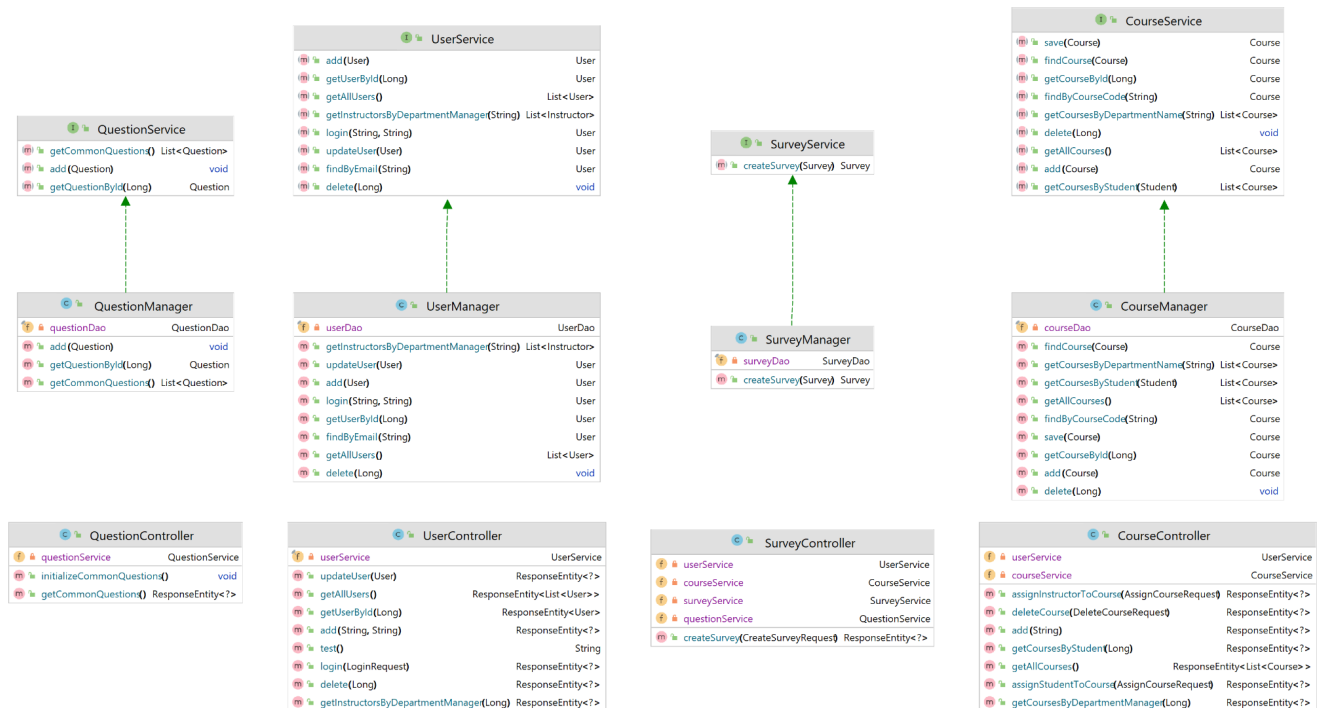 QuestionService
getCommonQuestions() List<Question>
add(Question) void
getQuestionById(Long) Question
UserService
add(User) User
getUserById(Long) User
getAllUsers() List<User>
getInstructorsByDepartmentManager(String) List<Instructor>
login(String, String) User
updateUser(User) User
findByEmail(String) User
delete(Long) void
SurveyService
createSurvey(Survey) Survey
CourseService
save(Course) Course
findCourse(Course) Course
getCourseById(Long) Course
findByCourseCode(String) Course
getCoursesByDepartmentName(String) List<Course>
delete(Long) void
getAllCourses() List<Course>
add(Course) Course
getCoursesByStudent(Student) List<Course>
QuestionManager
questionDao QuestionDao
add(Question) void
getQuestionById(Long) Question
getCommonQuestions() List<Question>
UserManager
userDao UserDao
getInstructorsByDepartmentManager(String) List<Instructor>
updateUser(User) User
add(User) User
login(String, String) User
getUserById(Long) User
findByEmail(String) User
getAllUsers() List<User>
delete(Long) void
SurveyManager
surveyDao SurveyDao
createSurvey(Survey) Survey
CourseManager
courseDao CourseDao
findCourse(Course) Course
getCoursesByDepartmentName(String) List<Course>
getCoursesByStudent(Student) List<Course>
getAllCourses() List<Course>
findByCourseCode(String) Course
save(Course) Course
getCourseById(Long) Course
add(Course) Course
delete(Long) void
QuestionController
questionService QuestionService
initializeCommonQuestions() void
getCommonQuestions() ResponseEntity<?>
UserController
userService UserService
updateUser(User) ResponseEntity<?>
getAllUsers() ResponseEntity<List<User>>
getUserById(Long) ResponseEntity<User>
add(String, String) ResponseEntity<?>
test() String
login(LoginRequest) ResponseEntity<?>
delete(Long) ResponseEntity<?>
getInstructorsByDepartmentManager(Long) ResponseEntity<?>
SurveyController
userService UserService
courseService CourseService
surveyService SurveyService
questionService QuestionService
createSurvey(CreateSurveyRequest) ResponseEntity<?>
CourseController
userService UserService
courseService CourseService
assignInstructorToCourse(AssignCourseRequest) ResponseEntity<?>
deleteCourse(DeleteCourseRequest) ResponseEntity<?>
add(String) ResponseEntity<?>
getCoursesByStudent(Long) ResponseEntity<?>
getAllCourses() ResponseEntity<List<Course>>
assignStudentToCourse(AssignCourseRequest) ResponseEntity<?>
getCoursesByDepartmentManager(Long) ResponseEntity<?>